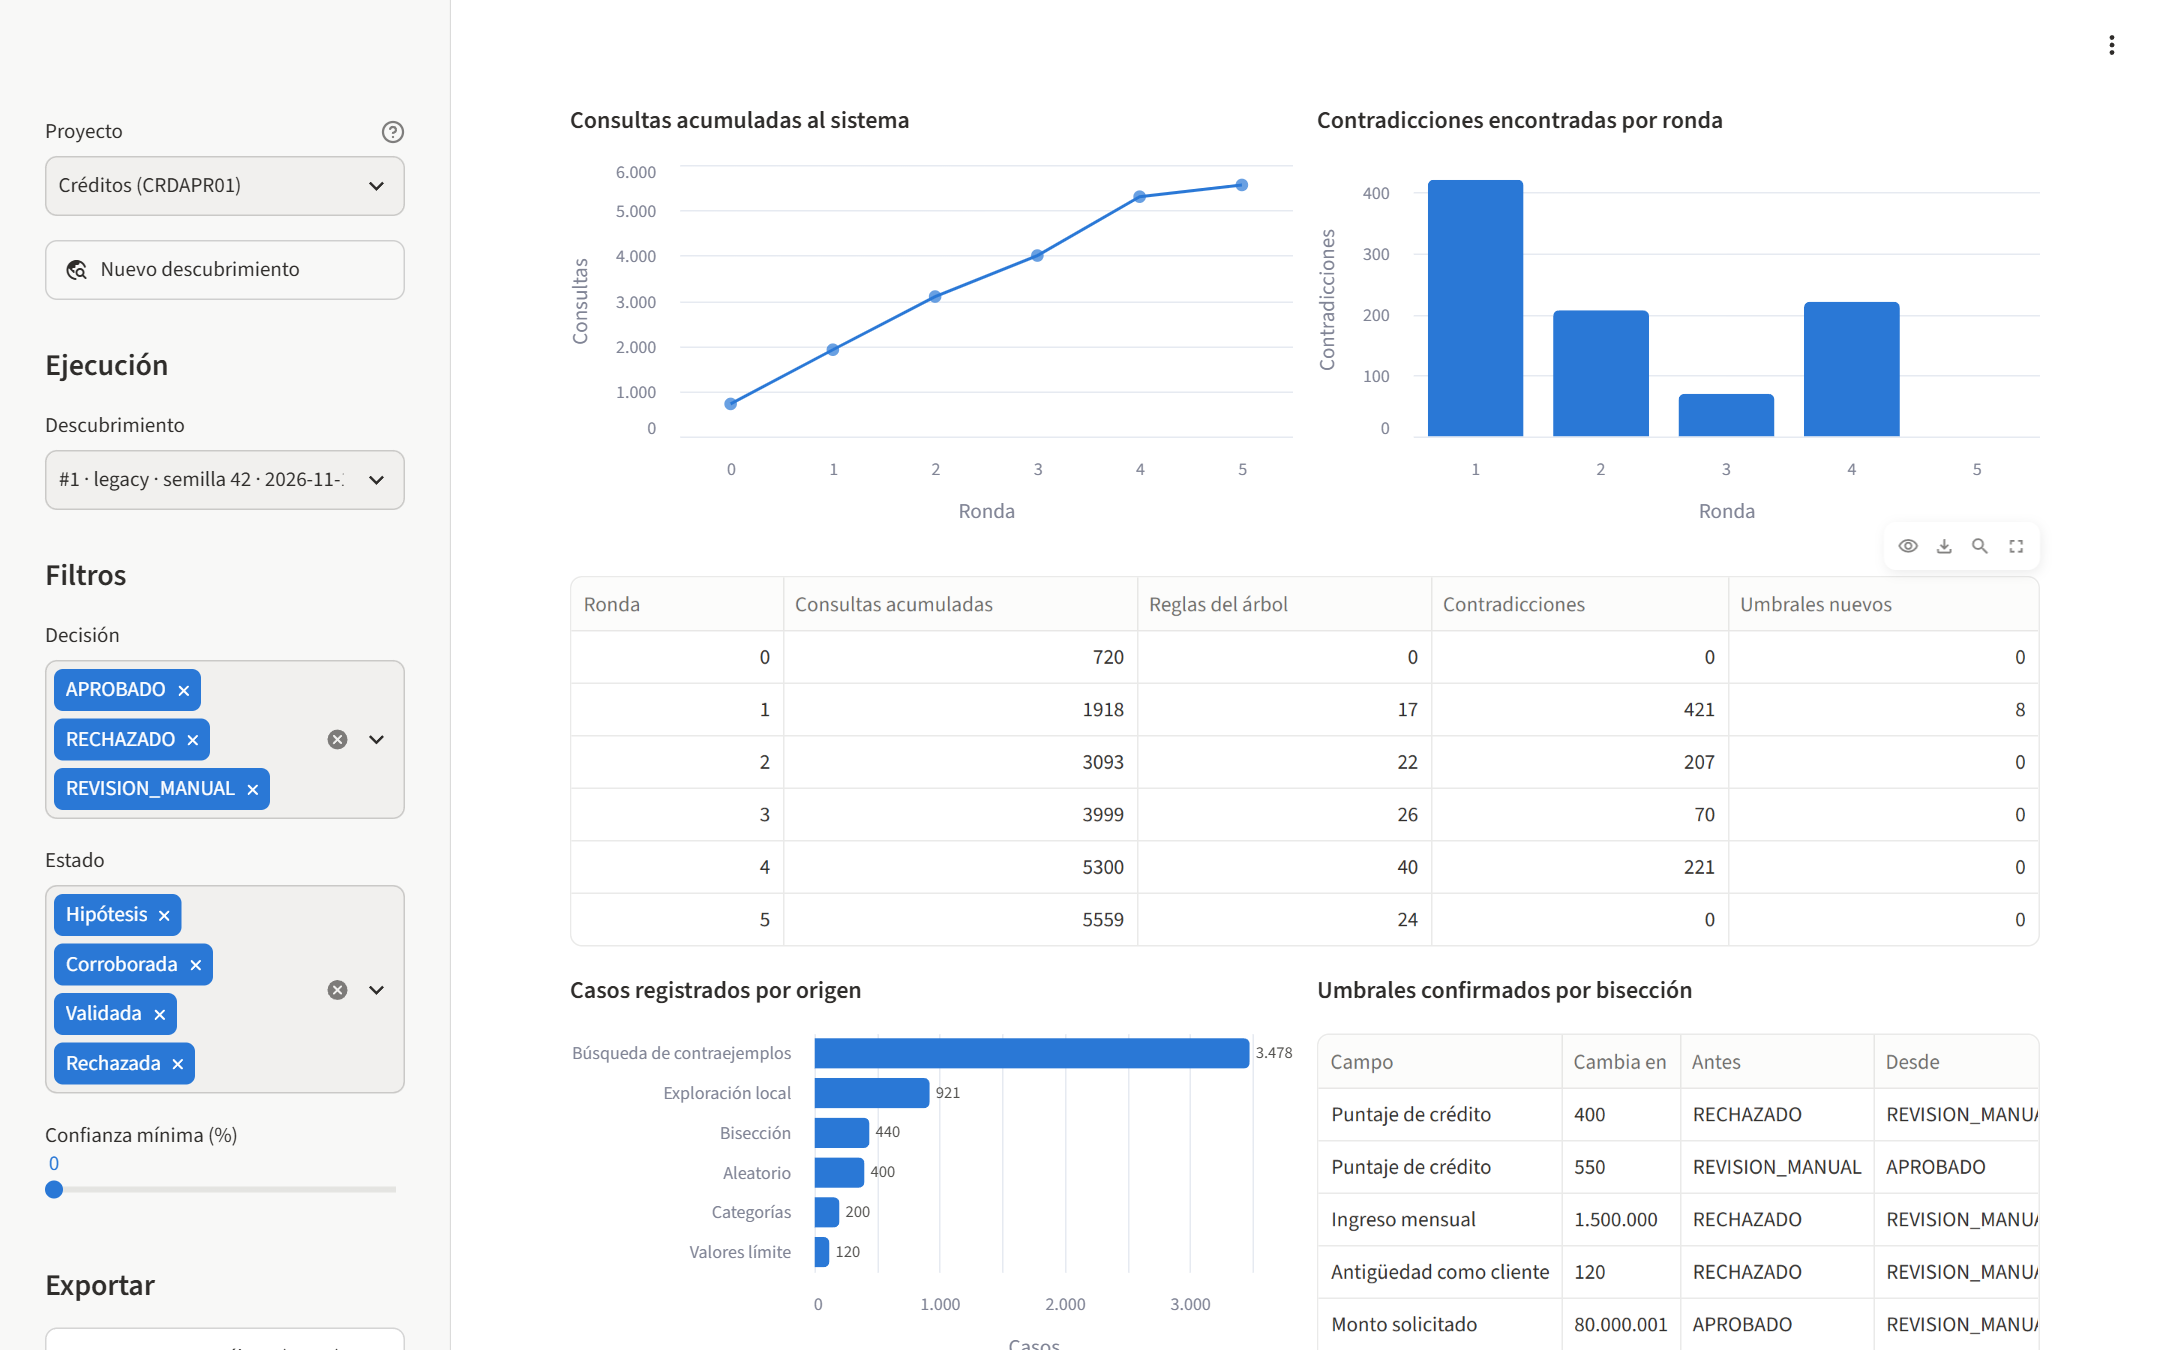 Proyecto
Créditos (CRDAPR01)
Nuevo descubrimiento
Ejecución
Descubrimiento
#1 · legacy · semilla 42 · 2026-11-
Filtros
Decisión
APROBADO
RECHAZADO
REVISION_MANUAL
Estado
Hipótesis
Corroborada
Validada
Rechazada
Confianza mínima (%)
0
Exportar
Consultas acumuladas al sistema
Consultas
6.000
5.000
4.000
3.000
2.000
1.000
0
0 1 2 3 4 5
Ronda
Contradicciones encontradas por ronda
Contradicciones
400
300
200
100
0
1 2 3 4 5
Ronda
Ronda Consultas acumuladas Reglas del árbol Contradicciones Umbrales nuevos
0 720 0 0 0
1 1918 17 421 8
2 3093 22 207 0
3 3999 26 70 0
4 5300 40 221 0
5 5559 24 0 0
Casos registrados por origen
Búsqueda de contraejemplos 3.478
Exploración local 921
Bisección 440
Aleatorio 400
Categorías 200
Valores límite 120
0 1.000 2.000 3.000
Casos
Umbrales confirmados por bisección
Campo Cambia en Antes Desde
Puntaje de crédito 400 RECHAZADO REVISION_MANUA
Puntaje de crédito 550 REVISION_MANUAL APROBADO
Ingreso mensual 1.500.000 RECHAZADO REVISION_MANUA
Antigüedad como cliente 120 RECHAZADO REVISION_MANUA
Monto solicitado 80.000.001 APROBADO REVISION_MANUA